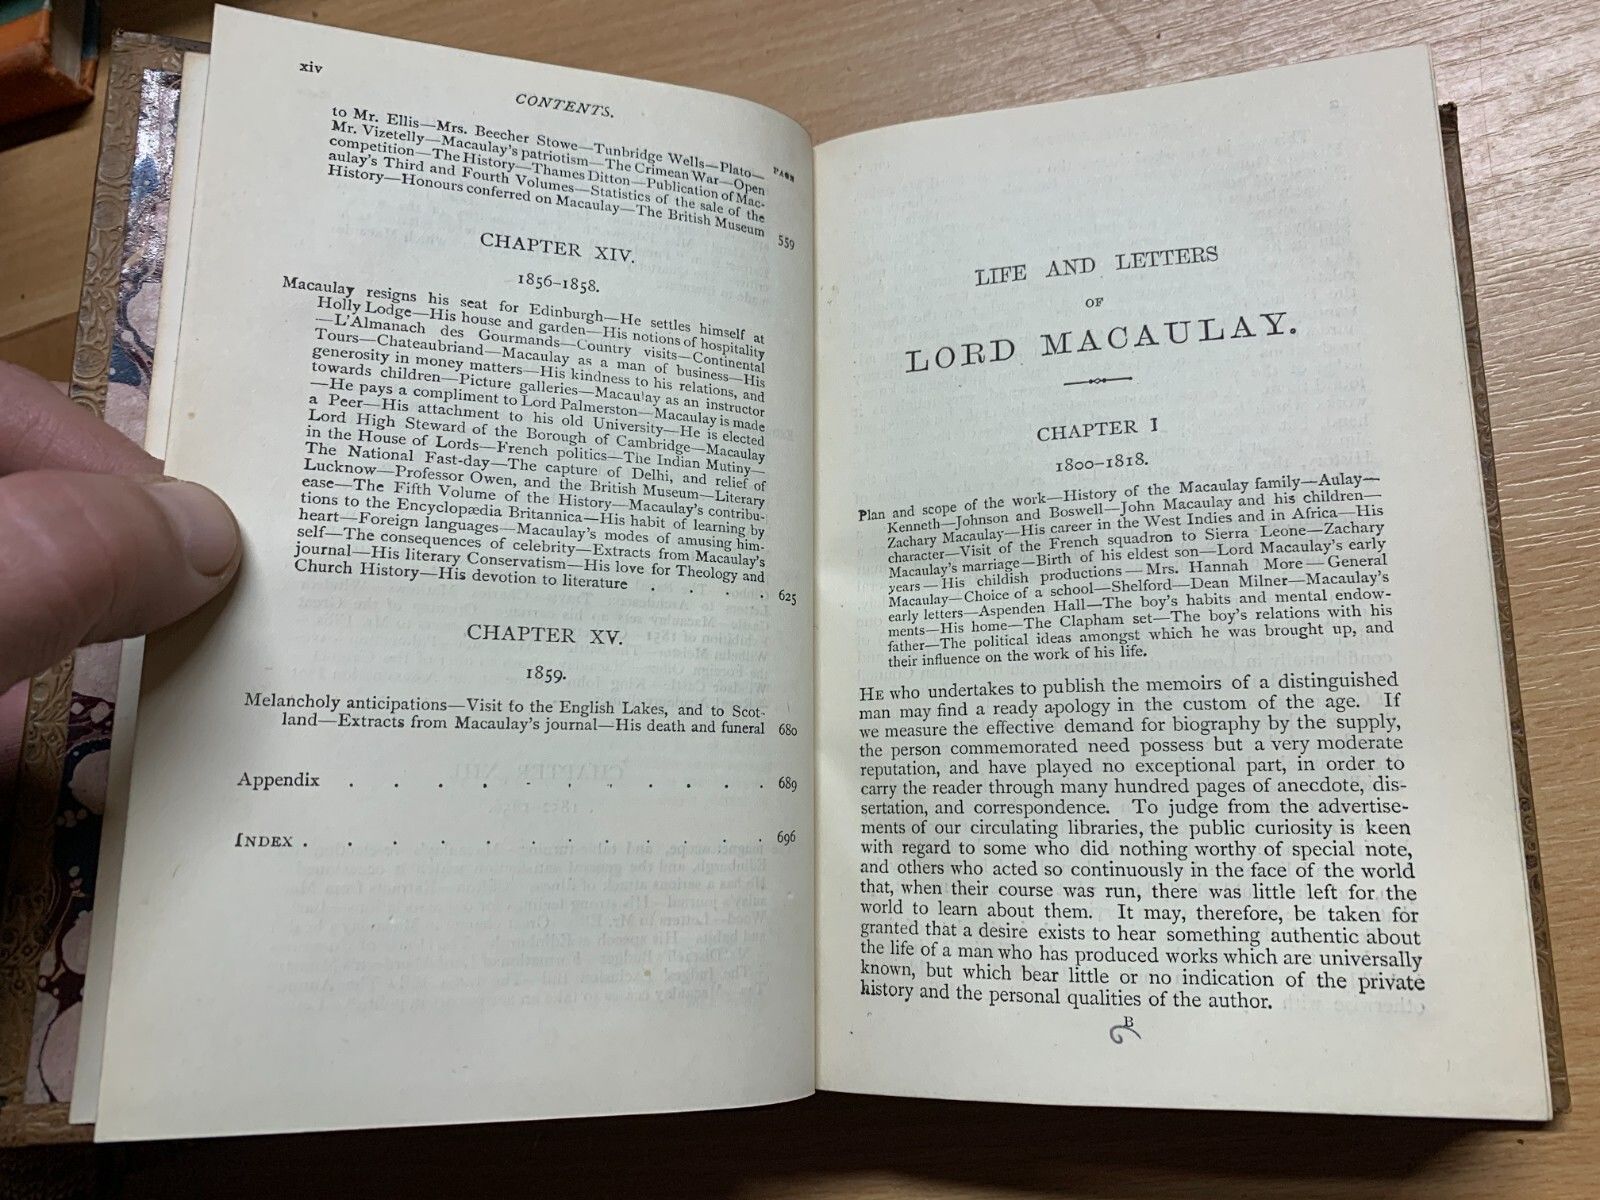 xiv
CONTENTS.
to Mr. Ellis—Mrs. Beecher Stowe—Tunbridge Wells—Plato—
Mr. Vizetelly—Macaulay's patriotism—The Crimean War—Open
competition—The History—Thames Ditton—Publication of Mac-
aulay's Third and Fourth Volumes—Statistics of the sale of the
History—Honours conferred on Macaulay—The British Museum
PAGE
559
CHAPTER XIV.
1856–1858.
Macaulay resigns his seat for Edinburgh—He settles himself at
Holly Lodge—His house and garden—His notions of hospitality
—L'Almanach des Gourmands—Country visits—Continental
Tours—Chateaubriand—Macaulay as a man of business—His
generosity in money matters—His kindness to his relations, and
towards children—Picture galleries—Macaulay as an instructor
—He pays a compliment to Lord Palmerston—Macaulay is made
a Peer—His attachment to his old University—He is elected
Lord High Steward of the Borough of Cambridge—Macaulay
in the House of Lords—French politics—The Indian Mutiny—
The National Fast-day—The capture of Delhi, and relief of
Lucknow—Professor Owen, and the British Museum—Literary
ease—The Fifth Volume of the History—Macaulay's contribu-
tions to the Encyclopædia Britannica—His habit of learning by
heart—Foreign languages—Macaulay's modes of amusing him-
self—The consequences of celebrity—Extracts from Macaulay's
journal—His literary Conservatism—His love for Theology and
Church History—His devotion to literature . . . . 625
CHAPTER XV.
1859.
Melancholy anticipations—Visit to the English Lakes, and to Scot-
land—Extracts from Macaulay's journal—His death and funeral 680
Appendix . . . . . . . . . . 689
INDEX . . . . . . . . . . . 696
LIFE AND LETTERS
OF
LORD MACAULAY.
CHAPTER I
1800–1818.
Plan and scope of the work—History of the Macaulay family—Aulay—
Kenneth—Johnson and Boswell—John Macaulay and his children—
Zachary Macaulay—His career in the West Indies and in Africa—His
character—Visit of the French squadron to Sierra Leone—Zachary
Macaulay's marriage—Birth of his eldest son—Lord Macaulay's early
years—His childish productions—Mrs. Hannah More—General
Macaulay—Choice of a school—Shelford—Dean Milner—Macaulay's
early letters—Aspenden Hall—The boy's habits and mental endow-
ments—His home—The Clapham set—The boy's relations with his
father—The political ideas amongst which he was brought up, and
their influence on the work of his life.
HE who undertakes to publish the memoirs of a distinguished
man may find a ready apology in the custom of the age. If
we measure the effective demand for biography by the supply,
the person commemorated need possess but a very moderate
reputation, and have played no exceptional part, in order to
carry the reader through many hundred pages of anecdote, dis-
sertation, and correspondence. To judge from the advertise-
ments of our circulating libraries, the public curiosity is keen
with regard to some who did nothing worthy of special note,
and others who acted so continuously in the face of the world
that, when their course was run, there was little left for the
world to learn about them. It may, therefore, be taken for
granted that a desire exists to hear something authentic about
the life of a man who has produced works which are universally
known, but which bear little or no indication of the private
history and the personal qualities of the author.
B